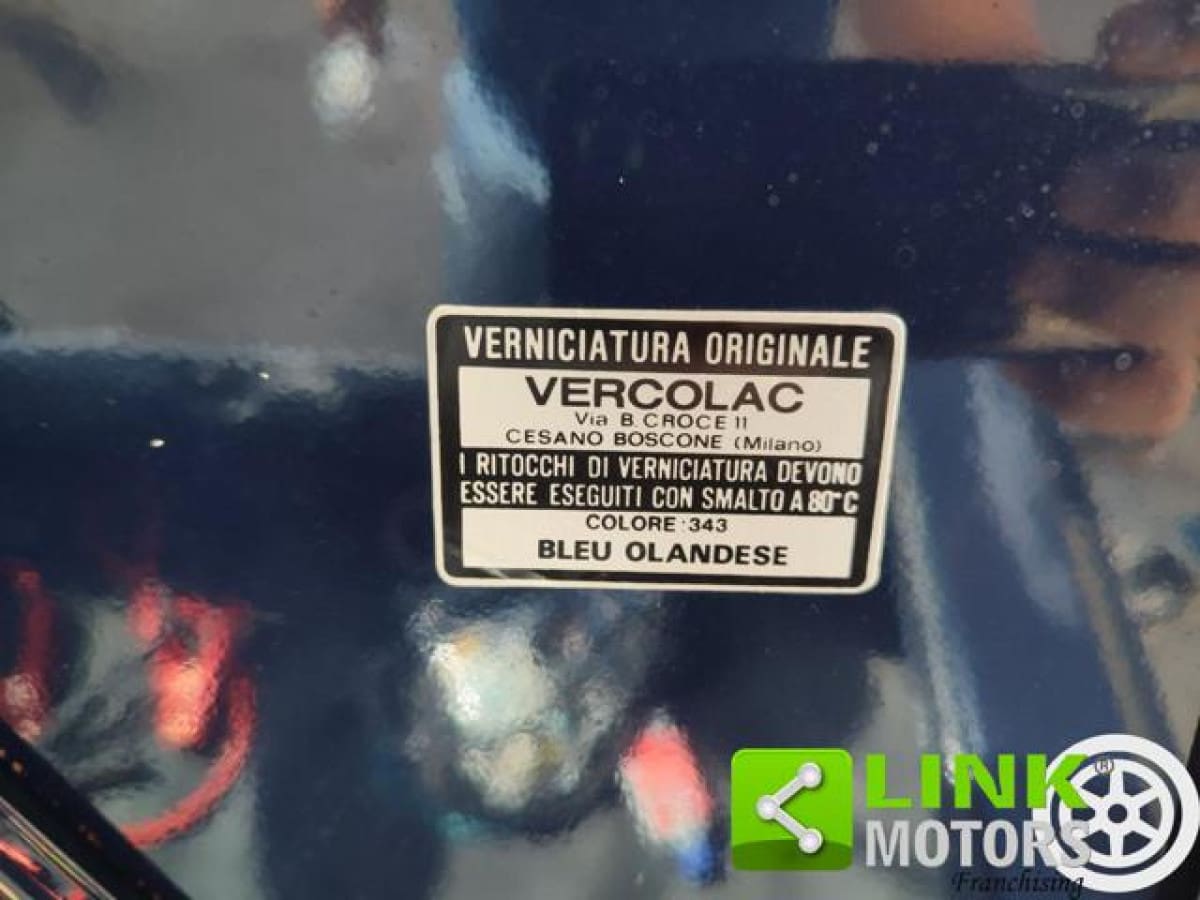 VERNICIATURA ORIGINALE
VERCOLAC
Via B. CROCE 11
CESANO BOSCONE (Milano)
I RITOCCHI DI VERNICIATURA DEVONO
ESSERE ESEGUITI CON SMALTO A 80°C
COLORE : 343
BLEU OLANDESE
LINK ®
MOTORS
Franchising